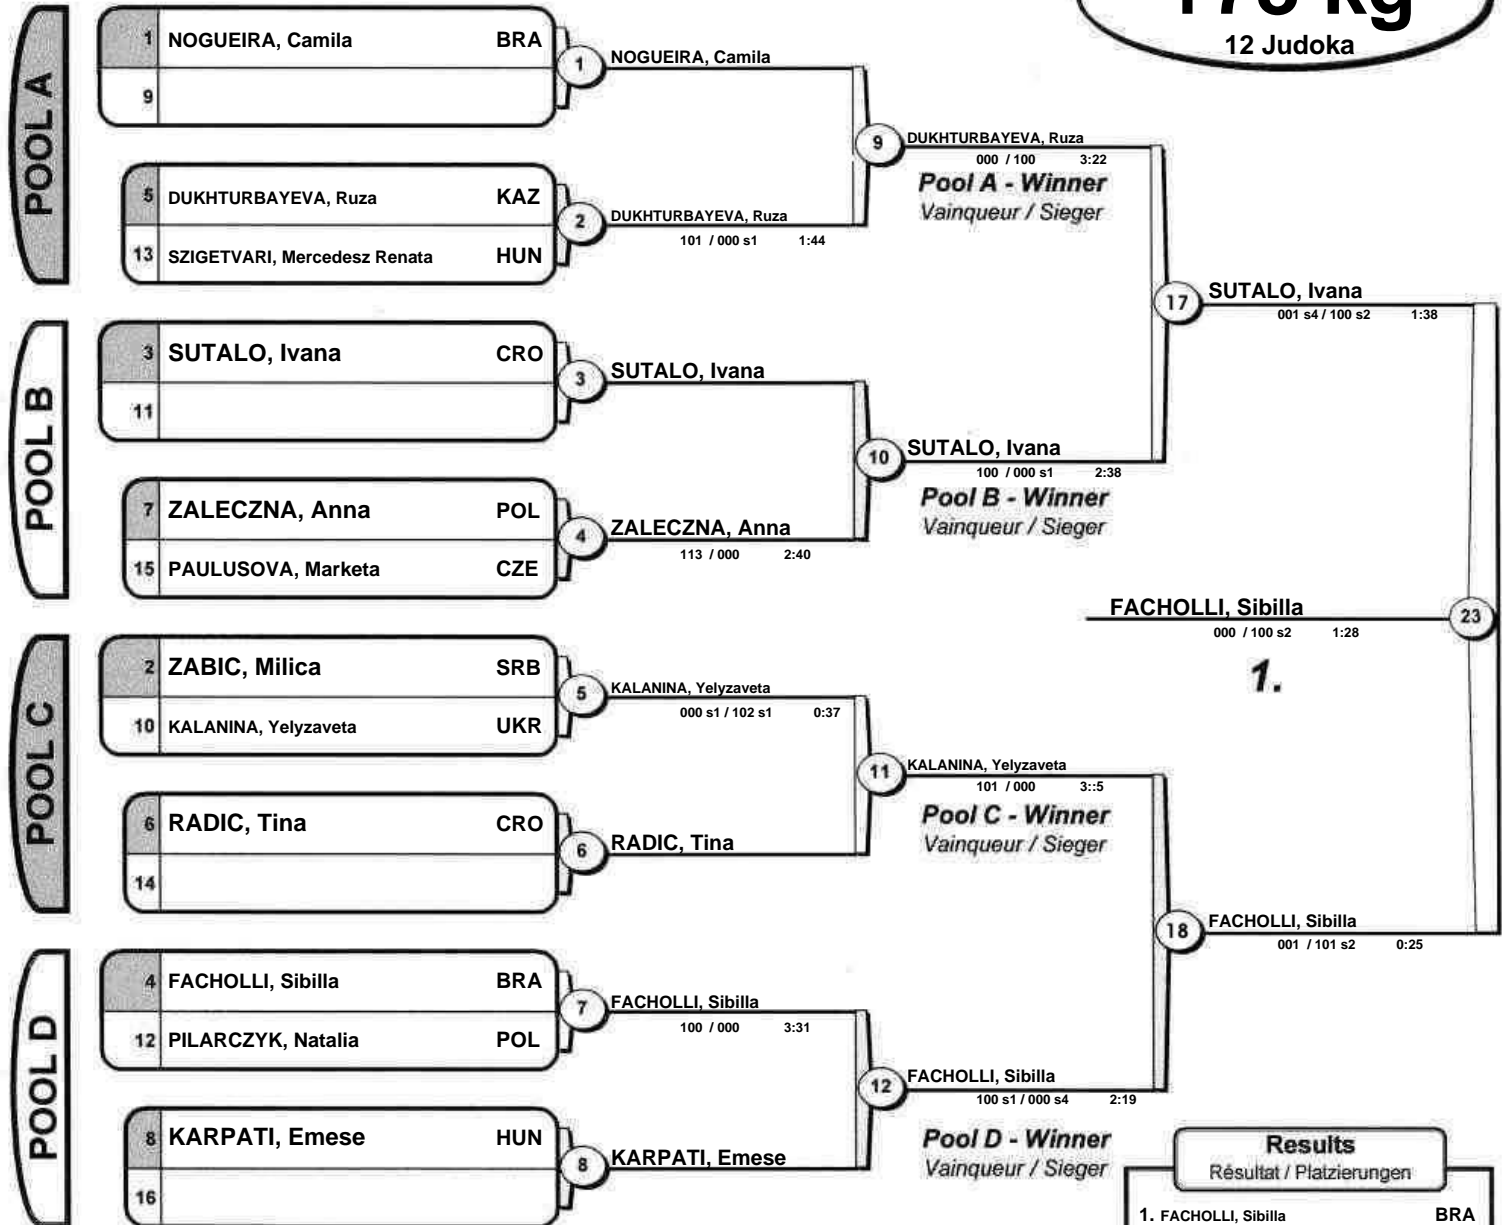 +78 kg
12 Judoka
POOL A
1 NOGUEIRA, Camila BRA
9
1 NOGUEIRA, Camila
5 DUKHTURBAYEVA, Ruza KAZ
13 SZIGETVARI, Mercedesz Renata HUN
2 DUKHTURBAYEVA, Ruza
101 / 000 s1 1:44
9 DUKHTURBAYEVA, Ruza
000 / 100 3:22
Pool A - Winner
Vainqueur / Sieger
POOL B
3 SUTALO, Ivana CRO
11
3 SUTALO, Ivana
7 ZALECZNA, Anna POL
15 PAULUSOVA, Marketa CZE
4 ZALECZNA, Anna
113 / 000 2:40
10 SUTALO, Ivana
100 / 000 s1 2:38
Pool B - Winner
Vainqueur / Sieger
17 SUTALO, Ivana
001 s4 / 100 s2 1:38
POOL C
2 ZABIC, Milica SRB
10 KALANINA, Yelyzaveta UKR
5 KALANINA, Yelyzaveta
000 s1 / 102 s1 0:37
6 RADIC, Tina CRO
14
6 RADIC, Tina
11 KALANINA, Yelyzaveta
101 / 000 3::5
Pool C - Winner
Vainqueur / Sieger
POOL D
4 FACHOLLI, Sibilla BRA
12 PILARCZYK, Natalia POL
7 FACHOLLI, Sibilla
100 / 000 3:31
8 KARPATI, Emese HUN
16
8 KARPATI, Emese
12 FACHOLLI, Sibilla
100 s1 / 000 s4 2:19
Pool D - Winner
Vainqueur / Sieger
18 FACHOLLI, Sibilla
001 / 101 s2 0:25
FACHOLLI, Sibilla 23
000 / 100 s2 1:28
1.
Results
Résultat / Platzierungen
1. FACHOLLI, Sibilla BRA